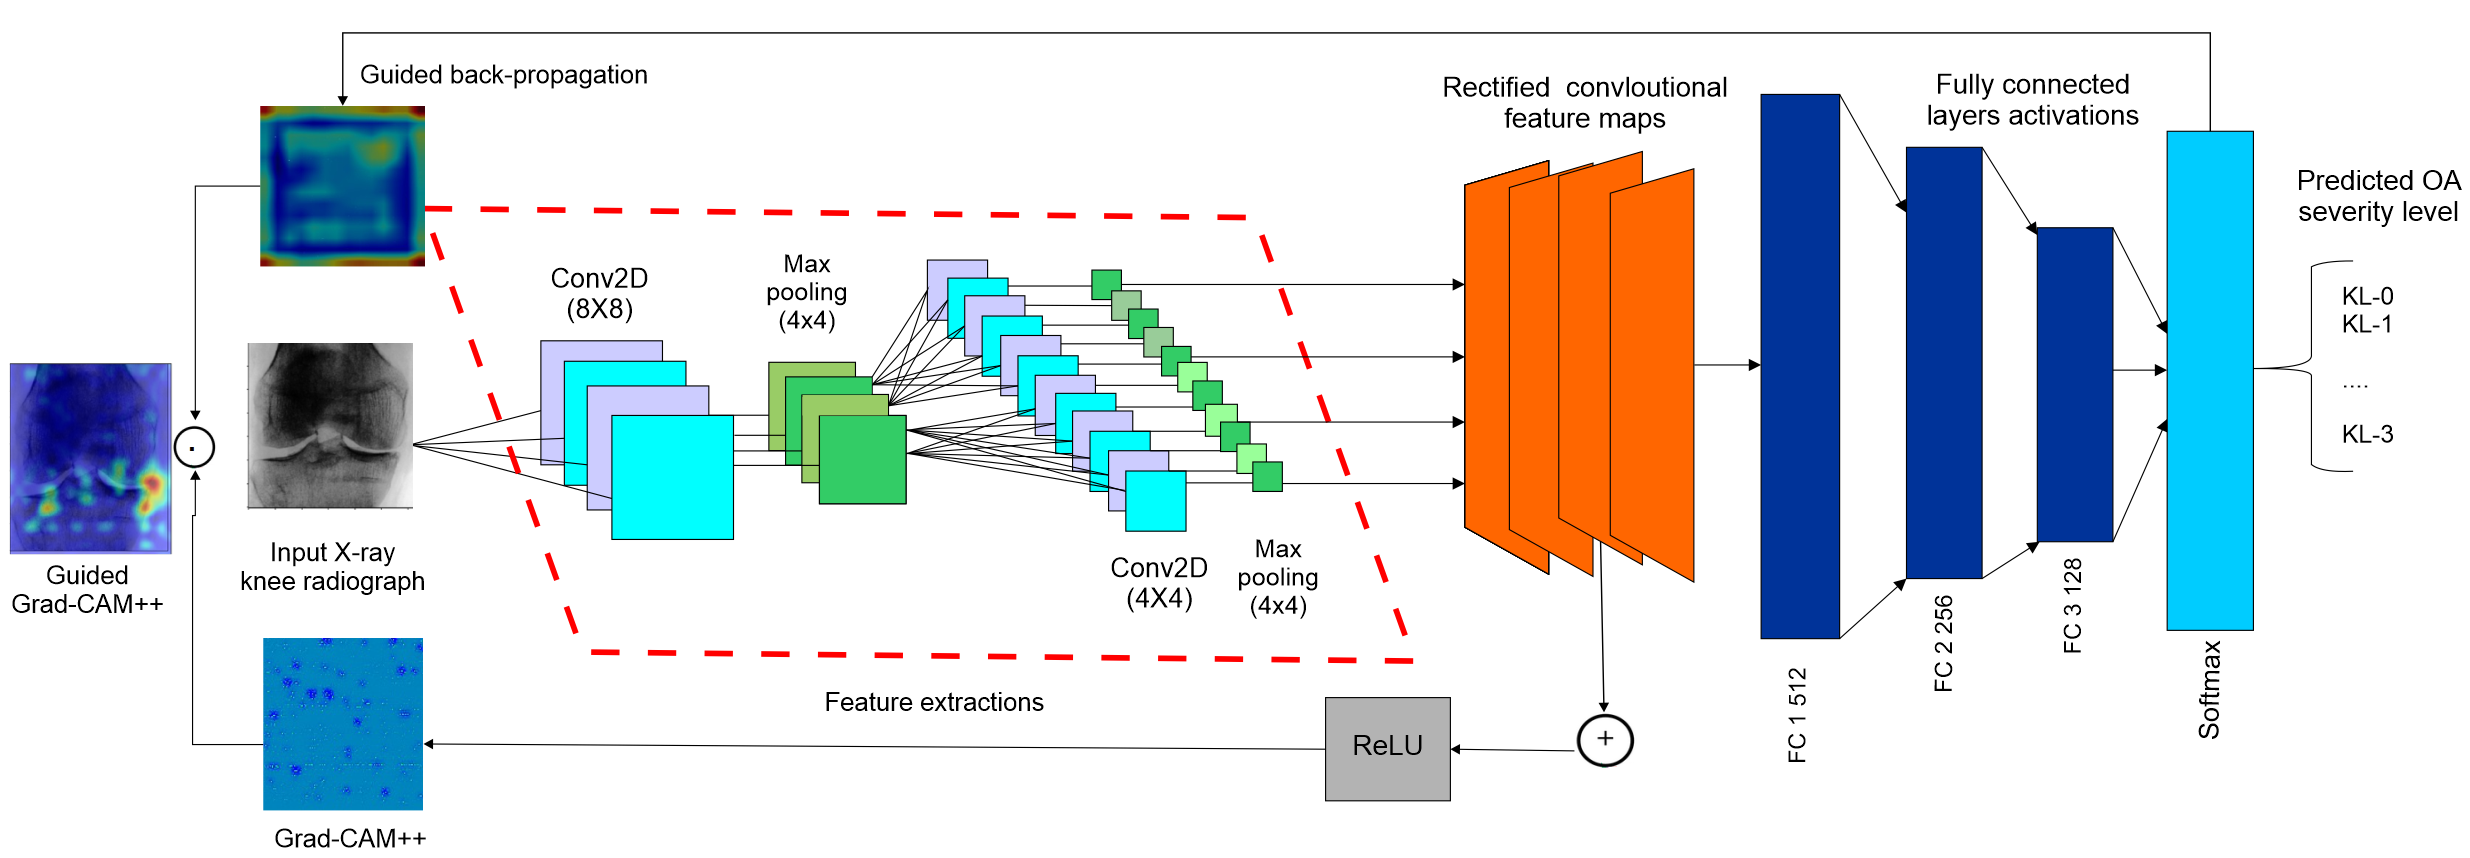 Guided back-propagation
Rectified convloutional
feature maps
Fully connected
layers activations
Predicted OA
severity level
KL-0
KL-1
....
KL-3
Conv2D
(8X8)
Max
pooling
(4x4)
Input X-ray
knee radiograph
Guided
Grad-CAM++
.
Conv2D
(4X4)
Max
pooling
(4x4)
Feature extractions
ReLU
+
FC 1 512
FC 2 256
FC 3 128
Softmax
Grad-CAM++